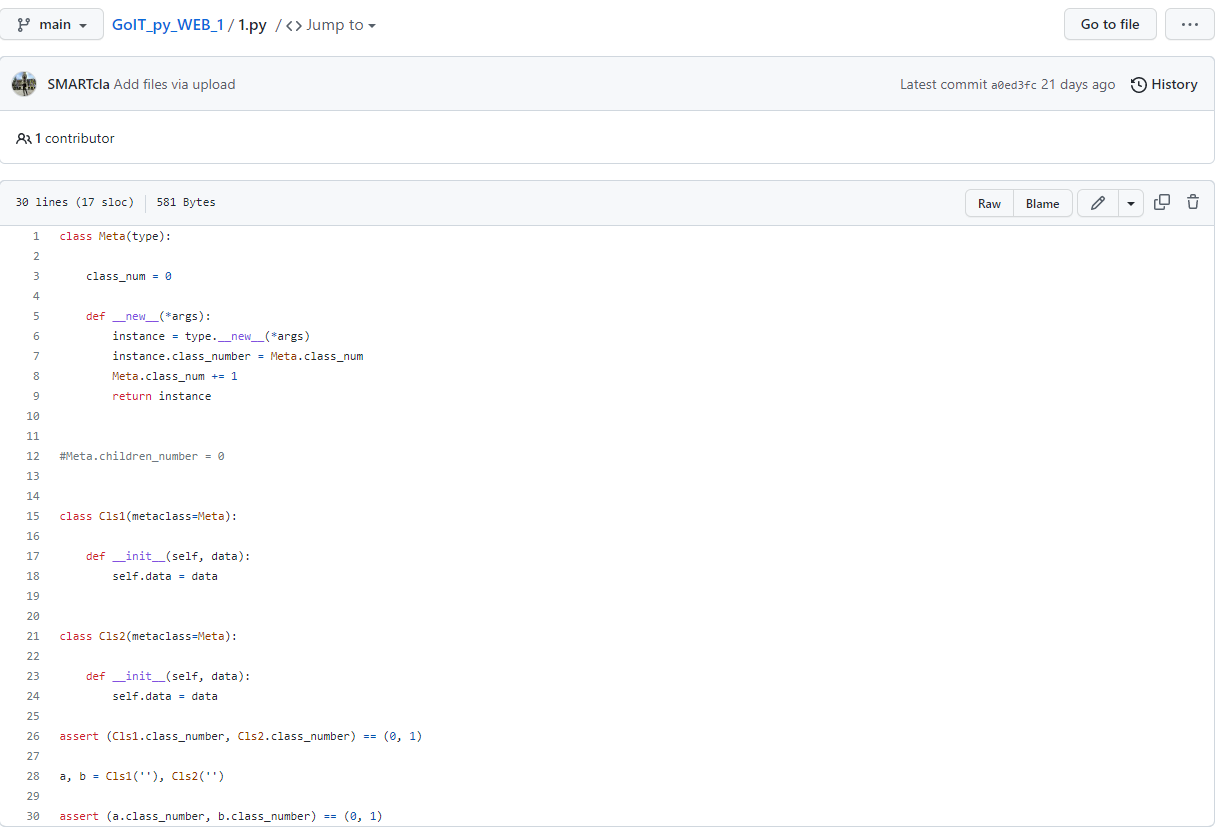 main GoIT_py_WEB_1 / 1.py / <> Jump to Go to file ...
SMARTcla Add files via upload Latest commit a0ed3fc 21 days ago History
1 contributor
30 lines (17 sloc) 581 Bytes Raw Blame
1 class Meta(type):
2
3     class_num = 0
4
5     def __new__(*args):
6         instance = type.__new__(*args)
7         instance.class_number = Meta.class_num
8         Meta.class_num += 1
9         return instance
10
11
12 #Meta.children_number = 0
13
14
15 class Cls1(metaclass=Meta):
16
17     def __init__(self, data):
18         self.data = data
19
20
21 class Cls2(metaclass=Meta):
22
23     def __init__(self, data):
24         self.data = data
25
26 assert (Cls1.class_number, Cls2.class_number) == (0, 1)
27
28 a, b = Cls1(''), Cls2('')
29
30 assert (a.class_number, b.class_number) == (0, 1)